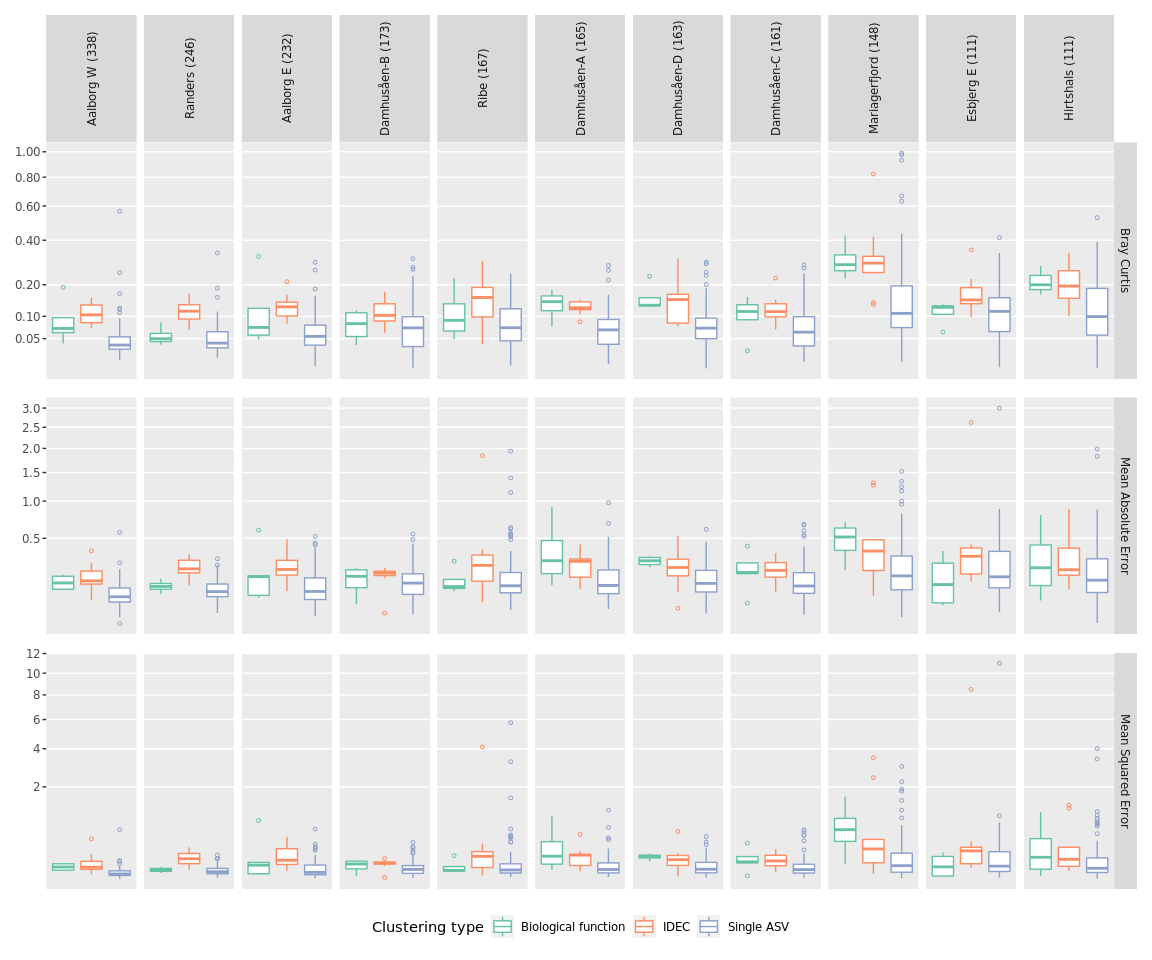 Aalborg W (338)
Randers (246)
Aalborg E (232)
Damhusåen-B (173)
Ribe (167)
Damhusåen-A (165)
Damhusåen-D (163)
Damhusåen-C (161)
Mariagerfjord (148)
Esbjerg E (111)
Hirtshals (111)
1.00
0.80
0.60
0.40
0.20
0.10
0.05
Bray Curtis
3.0
2.5
2.0
1.5
1.0
0.5
Mean Absolute Error
12
10
8
6
4
2
Mean Squared Error
Clustering type Biological function IDEC Single ASV